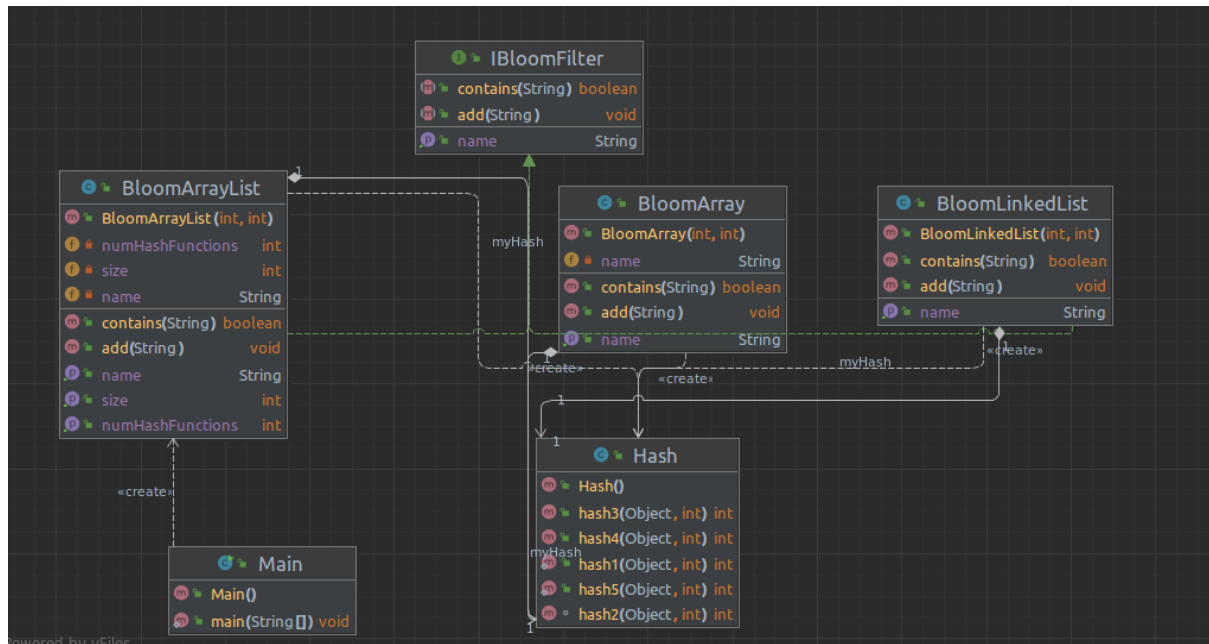 IBloomFilter
contains(String) boolean
add(String) void
name String
BloomArrayList
BloomArrayList(int, int)
numHashFunctions int
size int
name String
contains(String) boolean
add(String) void
name String
size int
numHashFunctions int
1
myHash
BloomArray
BloomArray(int, int)
name String
contains(String) boolean
add(String) void
name String
1
«create»
«create»
BloomLinkedList
BloomLinkedList(int, int)
contains(String) boolean
add(String) void
name String
1
«create»
myHash
1
1
Hash
Hash()
hash3(Object, int) int
hash4(Object, int) int
myHash
hash1(Object, int) int
hash5(Object, int) int
hash2(Object, int) int
1
«create»
Main
Main()
main(String[]) void
Powered by yFiles